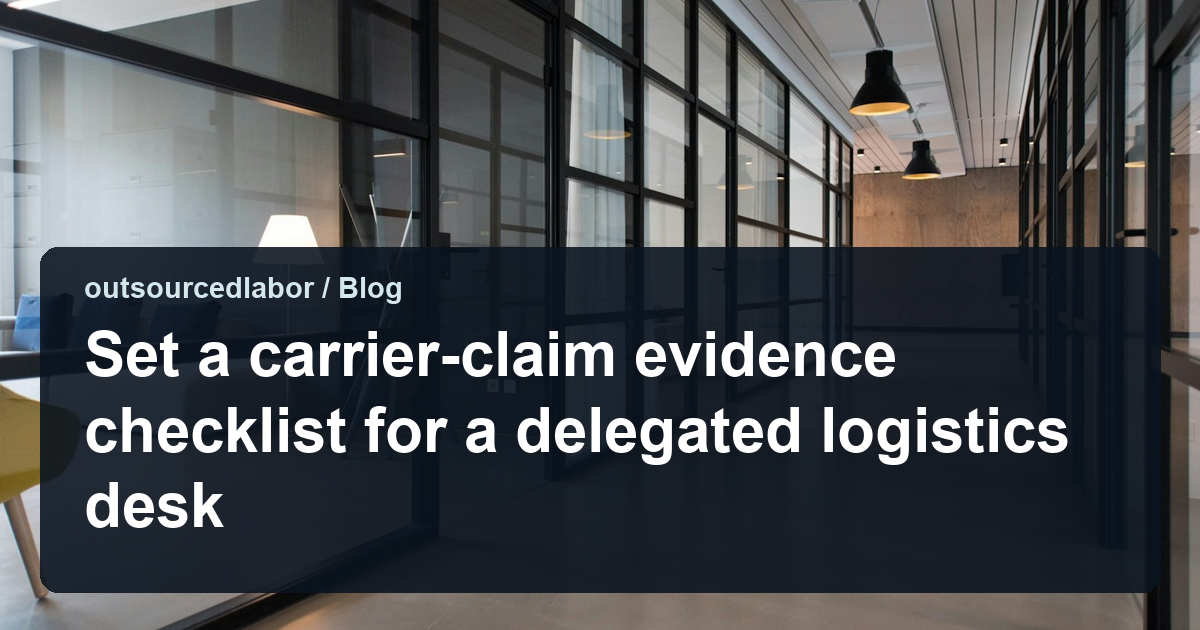 outsourcedlabor / Blog
Set a carrier-claim evidence
checklist for a delegated logistics
desk